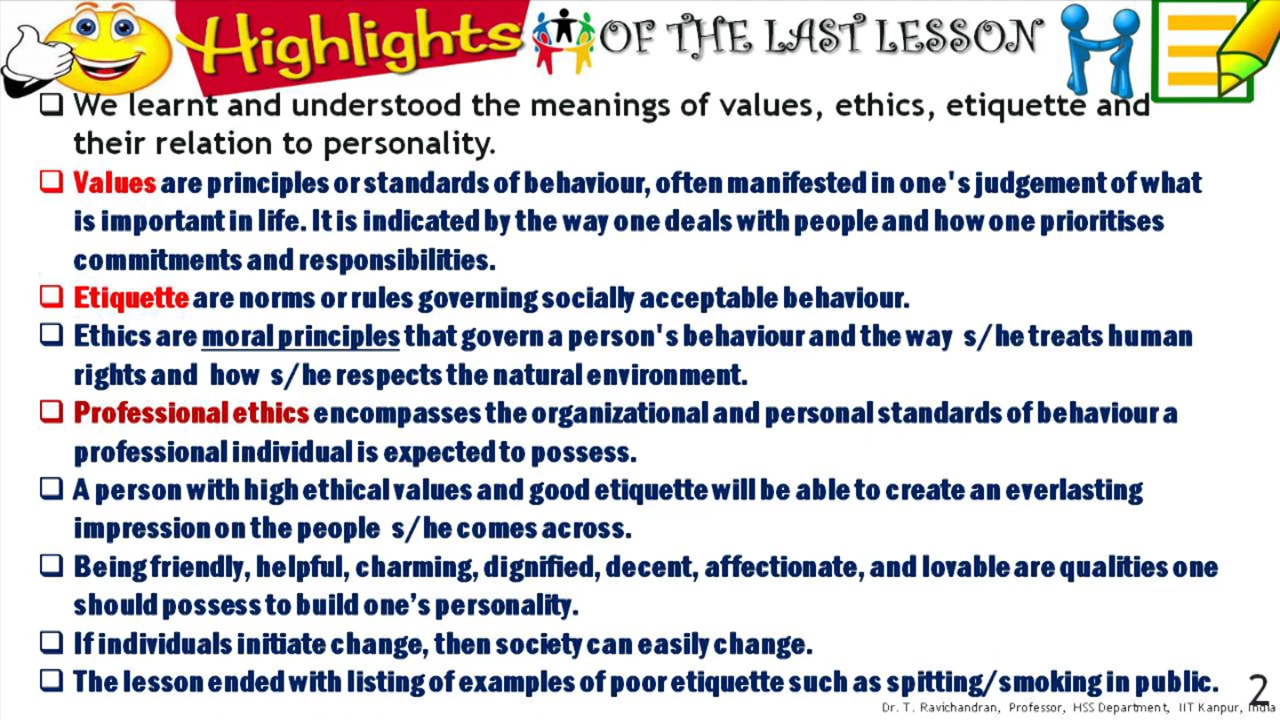 Highlights OF THE LAST LESSON
❑ We learnt and understood the meanings of values, ethics, etiquette and
their relation to personality.
❑ Values are principles or standards of behaviour, often manifested in one's judgement of what
is important in life. It is indicated by the way one deals with people and how one prioritises
commitments and responsibilities.
❑ Etiquette are norms or rules governing socially acceptable behaviour.
❑ Ethics are moral principles that govern a person's behaviour and the way s/he treats human
rights and how s/he respects the natural environment.
❑ Professional ethics encompasses the organizational and personal standards of behaviour a
professional individual is expected to possess.
❑ A person with high ethical values and good etiquette will be able to create an everlasting
impression on the people s/he comes across.
❑ Being friendly, helpful, charming, dignified, decent, affectionate, and lovable are qualities one
should possess to build one’s personality.
❑ If individuals initiate change, then society can easily change.
❑ The lesson ended with listing of examples of poor etiquette such as spitting/smoking in public.
2
Dr. T. Ravichandran, Professor, HSS Department, IIT Kanpur, India